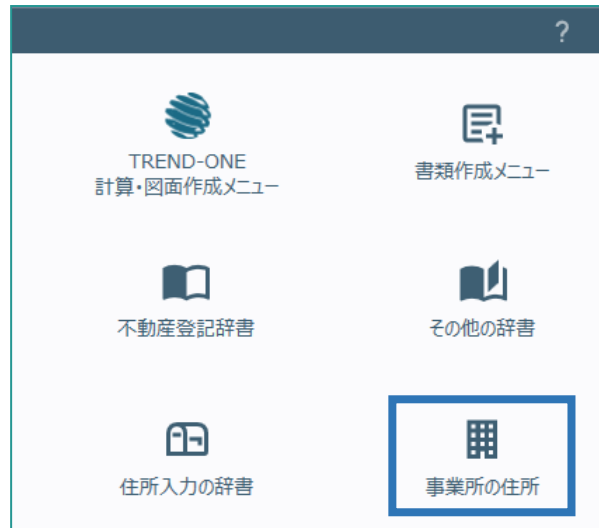 ?
TREND-ONE
計算・図面作成メニュー
書類作成メニュー
不動産登記辞書
その他の辞書
住所入力の辞書
事業所の住所